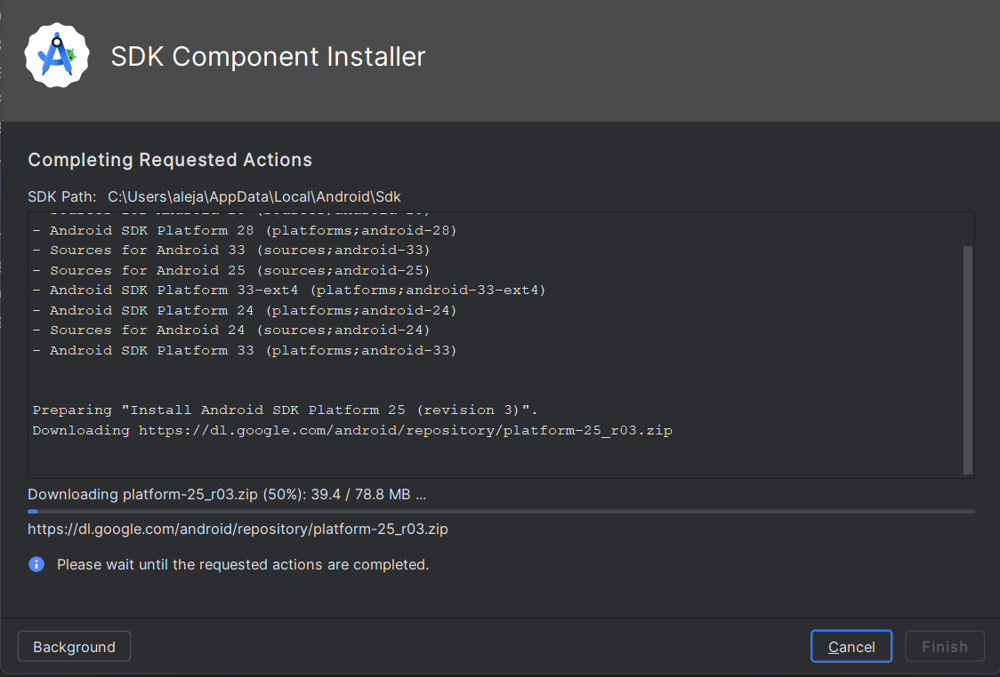 SDK Component Installer
Completing Requested Actions
SDK Path: C:\Users\aleja\AppData\Local\Android\Sdk
- Android SDK Platform 28 (platforms;android-28)
- Sources for Android 33 (sources;android-33)
- Sources for Android 25 (sources;android-25)
- Android SDK Platform 33-ext4 (platforms;android-33-ext4)
- Android SDK Platform 24 (platforms;android-24)
- Sources for Android 24 (sources;android-24)
- Android SDK Platform 33 (platforms;android-33)
Preparing "Install Android SDK Platform 25 (revision 3)".
Downloading https://dl.google.com/android/repository/platform-25_r03.zip
Downloading platform-25_r03.zip (50%): 39.4 / 78.8 MB ...
https://dl.google.com/android/repository/platform-25_r03.zip
Please wait until the requested actions are completed.
Background
Cancel
Finish